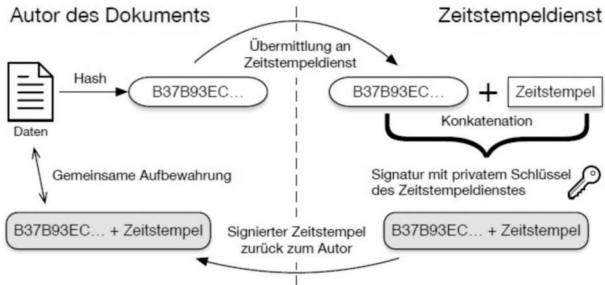 Autor des Dokuments
Zeitstempeldienst
Übermittlung an
Zeitstempeldienst
Hash
B37B93EC...
B37B93EC...
+
Zeitstempel
Daten
Konkatenation
Gemeinsame Aufbewahrung
Signatur mit privatem Schlüssel
des Zeitstempeldienstes
B37B93EC... + Zeitstempel
Signierter Zeitstempel
zurück zum Autor
B37B93EC... + Zeitstempel